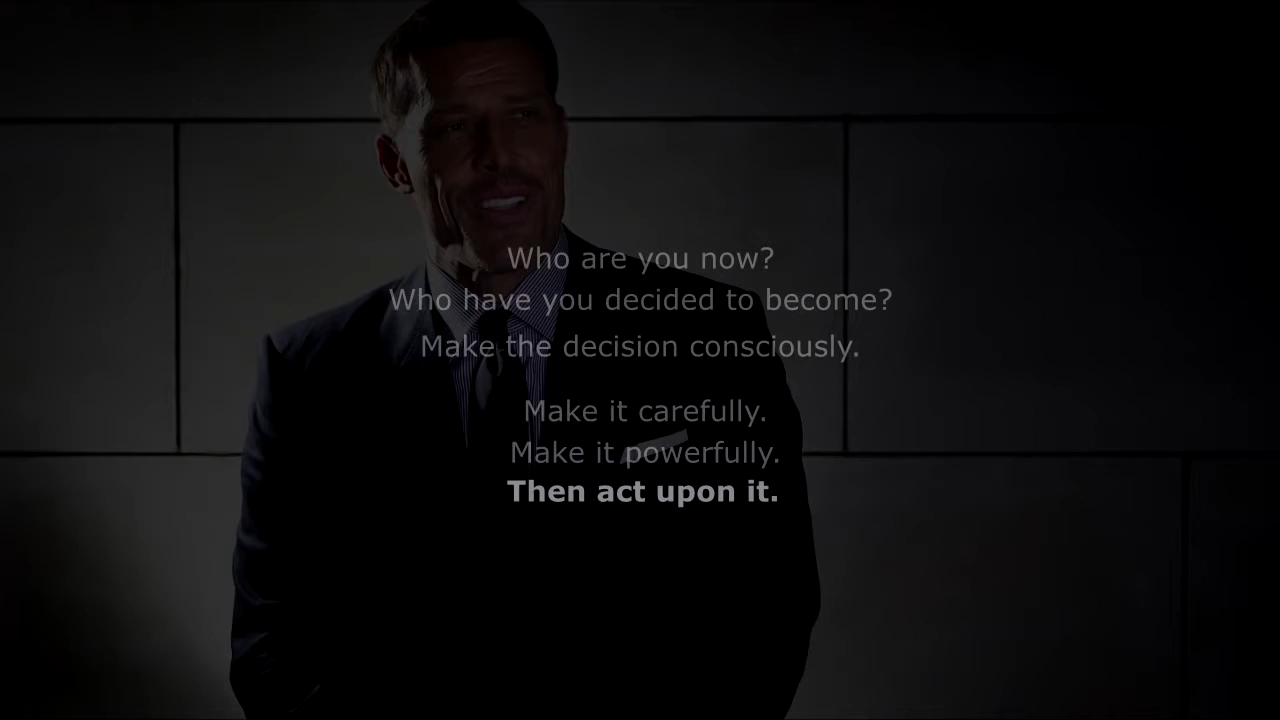 Who are you now?
Who have you decided to become?
Make the decision consciously.
Make it carefully.
Make it powerfully.
Then act upon it.